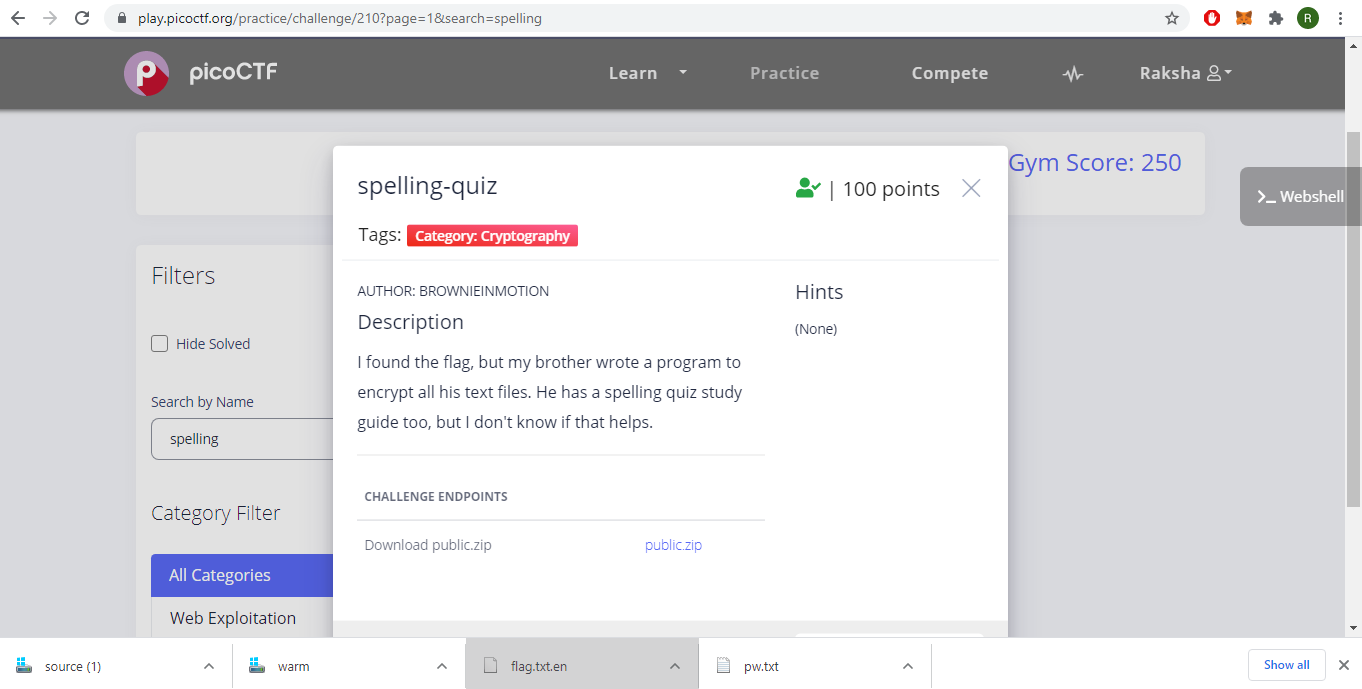 play.picoctf.org/practice/challenge/210?page=1&search=spelling
R
picoCTF
Learn
Practice
Compete
Raksha
Gym Score: 250
Webshell
spelling-quiz
| 100 points
Tags: Category: Cryptography
Filters
Hide Solved
Search by Name
spelling
Category Filter
All Categories
Web Exploitation
AUTHOR: BROWNIEINMOTION
Description
I found the flag, but my brother wrote a program to
encrypt all his text files. He has a spelling quiz study
guide too, but I don't know if that helps.
Hints
(None)
CHALLENGE ENDPOINTS
Download public.zip
public.zip
source (1)
warm
flag.txt.en
pw.txt
Show all